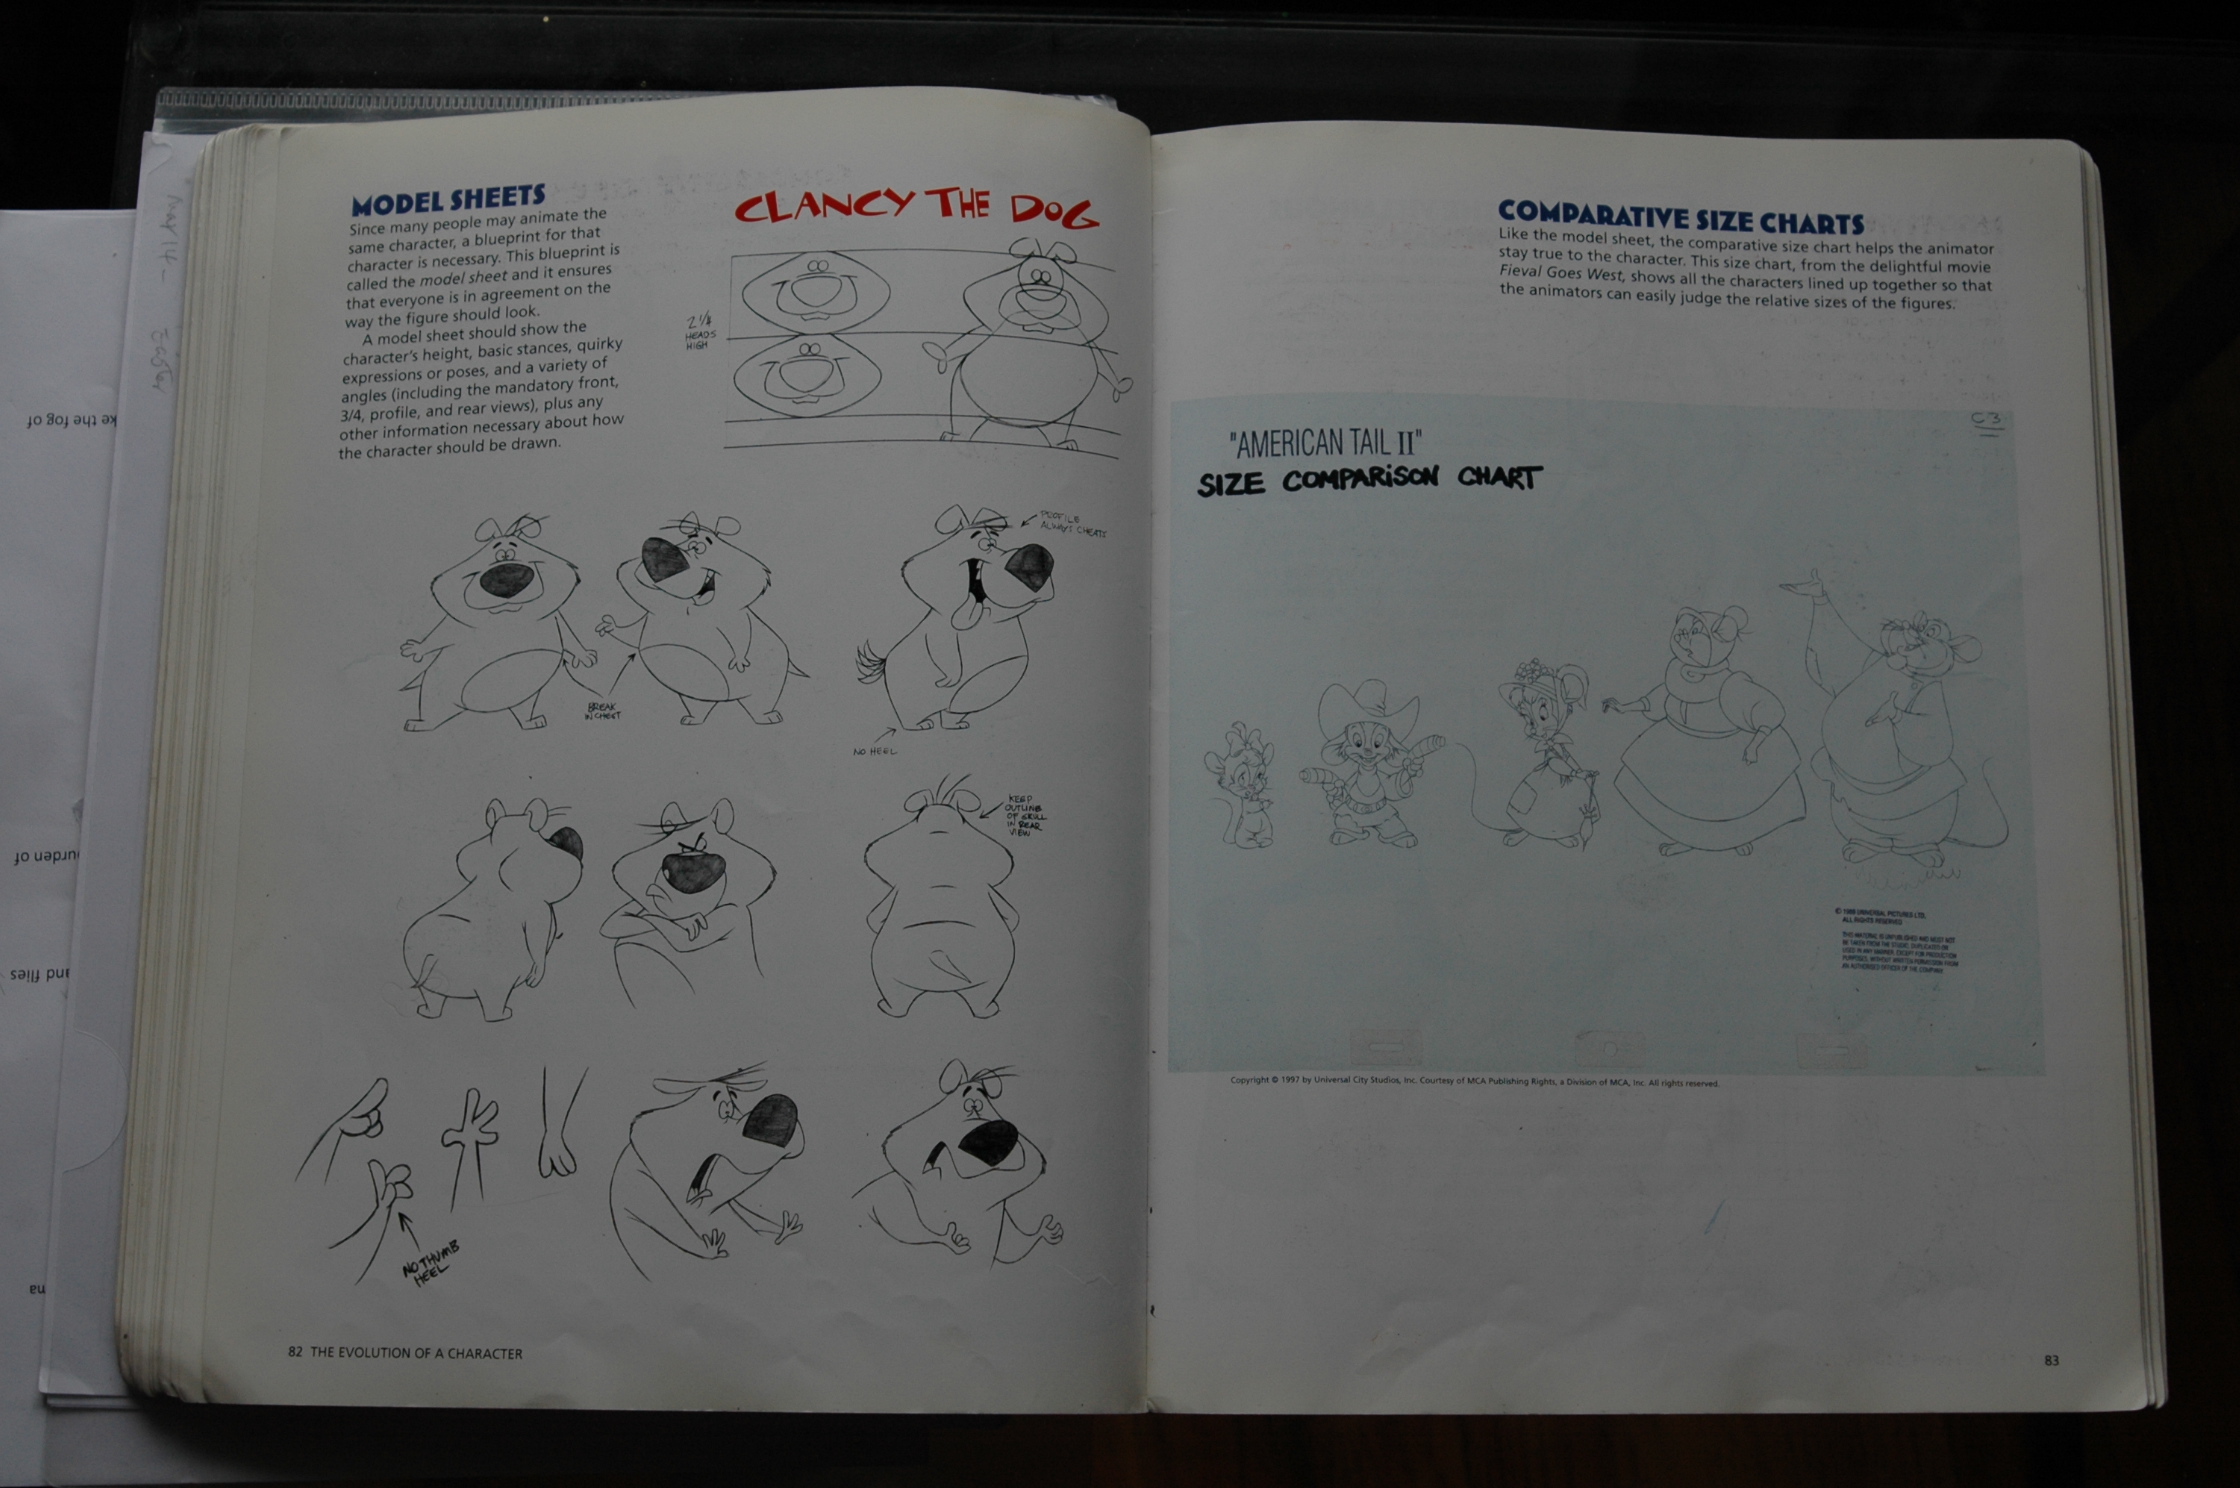 MODEL SHEETS
Since many people may animate the
same character, a blueprint for that
character is necessary. This blueprint is
called the model sheet and it ensures
that everyone is in agreement on the
way the figure should look.
A model sheet should show the
character's height, basic stances, quirky
expressions or poses, and a variety of
angles (including the mandatory front,
3/4, profile, and rear views), plus any
other information necessary about how
the character should be drawn.
CLANCY THE DOG
2 1/3
HEADS
HIGH
PROFILE
ALWAYS CHEATS
BREAK
IN CHEST
NO HEEL
KEEP
OUTLINE
OF SKULL
IN REAR
VIEW
NO THUMB
HEEL
82 THE EVOLUTION OF A CHARACTER
COMPARATIVE SIZE CHARTS
Like the model sheet, the comparative size chart helps the animator
stay true to the character. This size chart, from the delightful movie
Fieval Goes West, shows all the characters lined up together so that
the animators can easily judge the relative sizes of the figures.
C3
"AMERICAN TAIL II"
SIZE COMPARISON CHART
ALL RIGHTS RESERVED
Copyright © 1997 by Universal City Studios, Inc. Courtesy of MCA Publishing Rights, a Division of MCA, Inc. All rights reserved.
83
Mar 14 -
Easter
ke the fog of
urden of
and flies
na